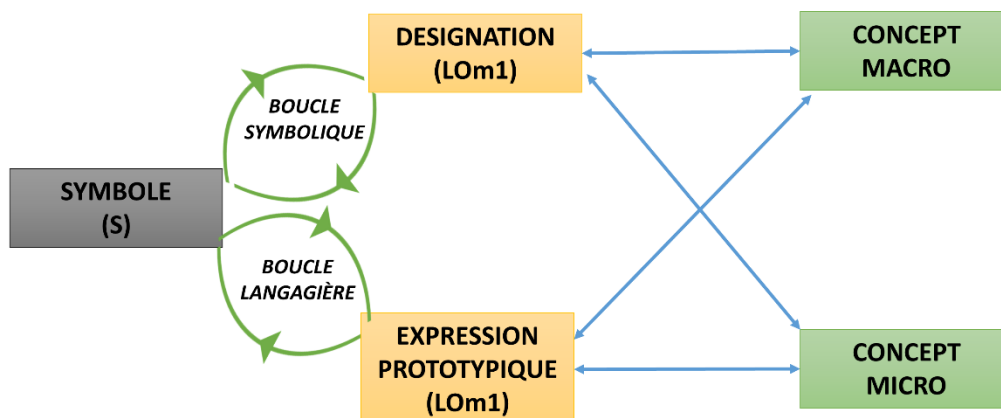 DESIGNATION
(LOm1)
CONCEPT
MACRO
BOUCLE
SYMBOLIQUE
SYMBOLE
(S)
BOUCLE
LANGAGIÈRE
EXPRESSION
PROTOTYPIQUE
(LOm1)
CONCEPT
MICRO